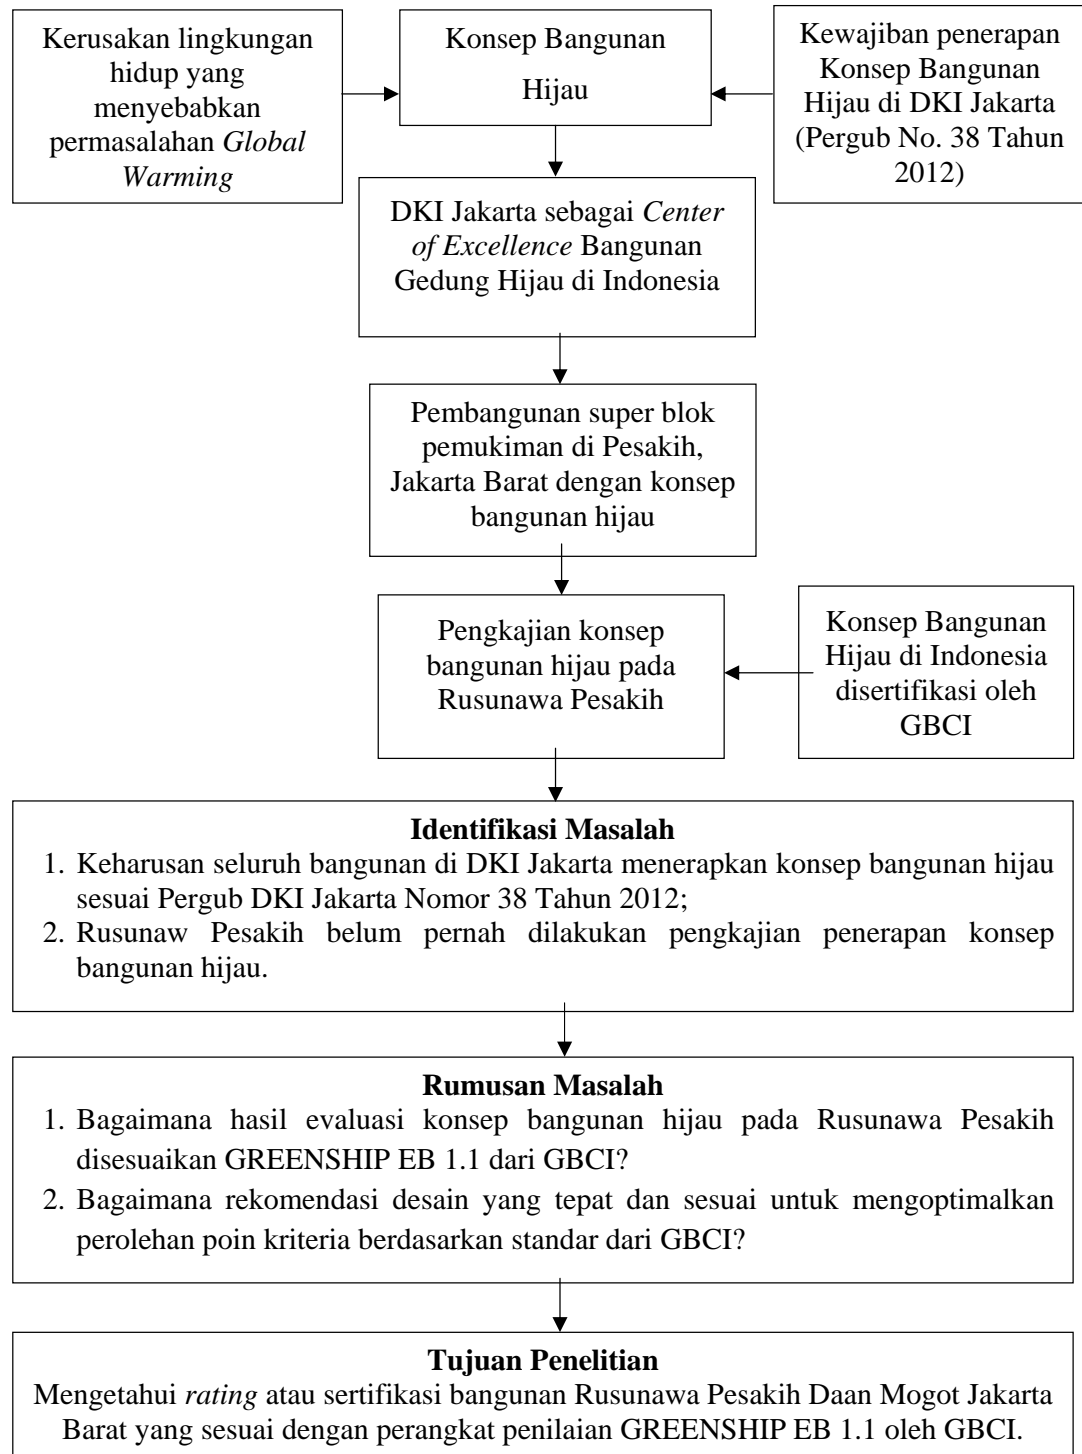 Kerusakan lingkungan
hidup yang
menyebabkan
permasalahan Global
Warming
Konsep Bangunan
Hijau
Kewajiban penerapan
Konsep Bangunan
Hijau di DKI Jakarta
(Pergub No. 38 Tahun
2012)
DKI Jakarta sebagai Center
of Excellence Bangunan
Gedung Hijau di Indonesia
Pembangunan super blok
pemukiman di Pesakih,
Jakarta Barat dengan konsep
bangunan hijau
Pengkajian konsep
bangunan hijau pada
Rusunawa Pesakih
Konsep Bangunan
Hijau di Indonesia
disertifikasi oleh
GBCI
Identifikasi Masalah
1. Keharusan seluruh bangunan di DKI Jakarta menerapkan konsep bangunan hijau
sesuai Pergub DKI Jakarta Nomor 38 Tahun 2012;
2. Rusunaw Pesakih belum pernah dilakukan pengkajian penerapan konsep
bangunan hijau.
Rumusan Masalah
1. Bagaimana hasil evaluasi konsep bangunan hijau pada Rusunawa Pesakih
disesuaikan GREENSHIP EB 1.1 dari GBCI?
2. Bagaimana rekomendasi desain yang tepat dan sesuai untuk mengoptimalkan
perolehan poin kriteria berdasarkan standar dari GBCI?
Tujuan Penelitian
Mengetahui rating atau sertifikasi bangunan Rusunawa Pesakih Daan Mogot Jakarta
Barat yang sesuai dengan perangkat penilaian GREENSHIP EB 1.1 oleh GBCI.